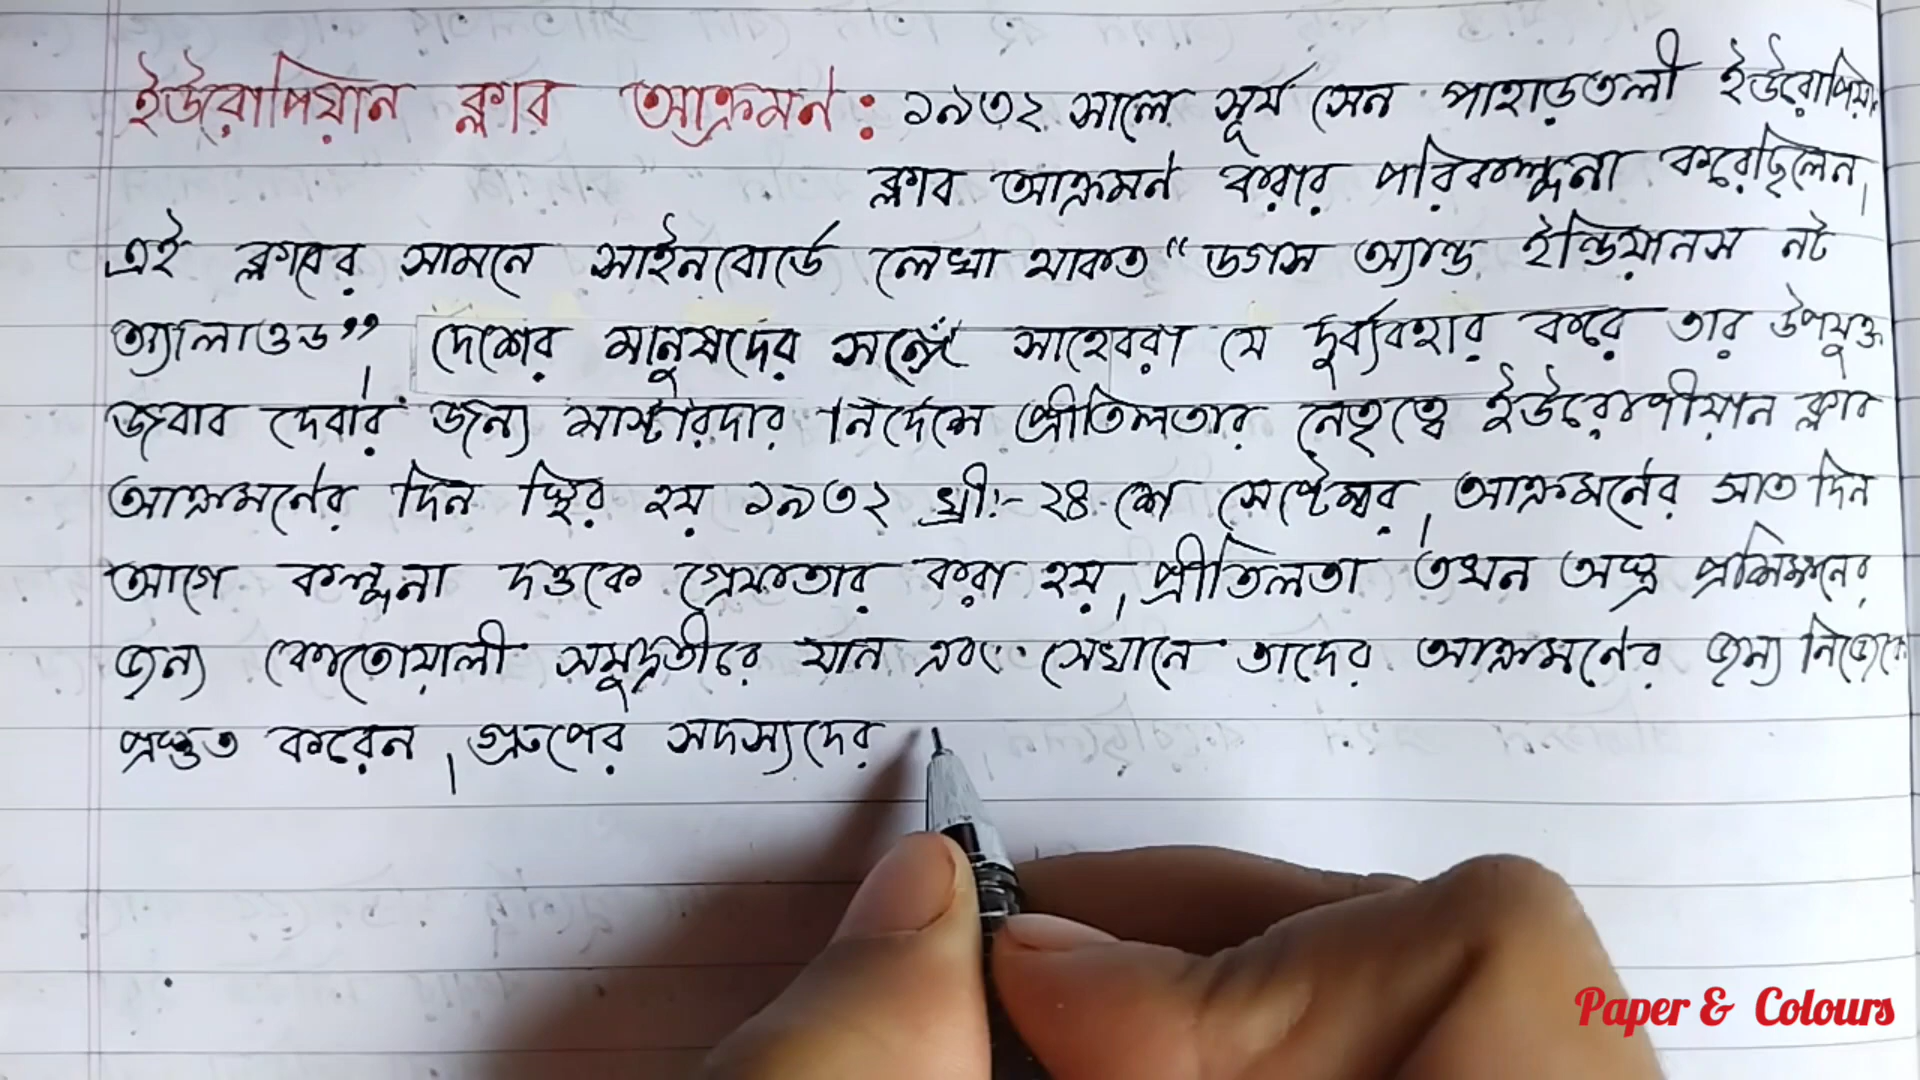 ইউরোপিয়ান ক্লাব আক্রমন : ১৯৩২ সালে সূর্য সেন পাহাড়তলী ইউরোপিয়ান
ক্লাব আক্রমন করার পরিকল্পনা করেছিলেন।
এই ক্লাবের সামনে সাইনবোর্ডে লেখা থাকত “ডগস অ্যান্ড ইন্ডিয়ানস নট
অ্যালাওড”। দেশের মানুষদের সঙ্গে সাহেবরা যে দুর্ব্যবহার করে তার উপযুক্ত
জবাব দেবার জন্য মাস্টারদার নির্দেশে প্রীতিলতার নেতৃত্বে ইউরোপীয়ান ক্লাব
আক্রমনের দিন স্থির হয় ১৯৩২ খ্রীঃ- ২৪ শে সেপ্টেম্বর। আক্রমনের সাত দিন
আগে কল্পনা দত্তকে গ্রেফতার করা হয়। প্রীতিলতা তখন অস্ত্র প্রশিক্ষনের
জন্য কোতোয়ালী সমুদ্রতীরে যান এবং সেখানে তাদের আক্রমনের জন্য নিজেকে
প্রস্তুত করেন। গ্রুপের সদস্যদের
Paper & Colours